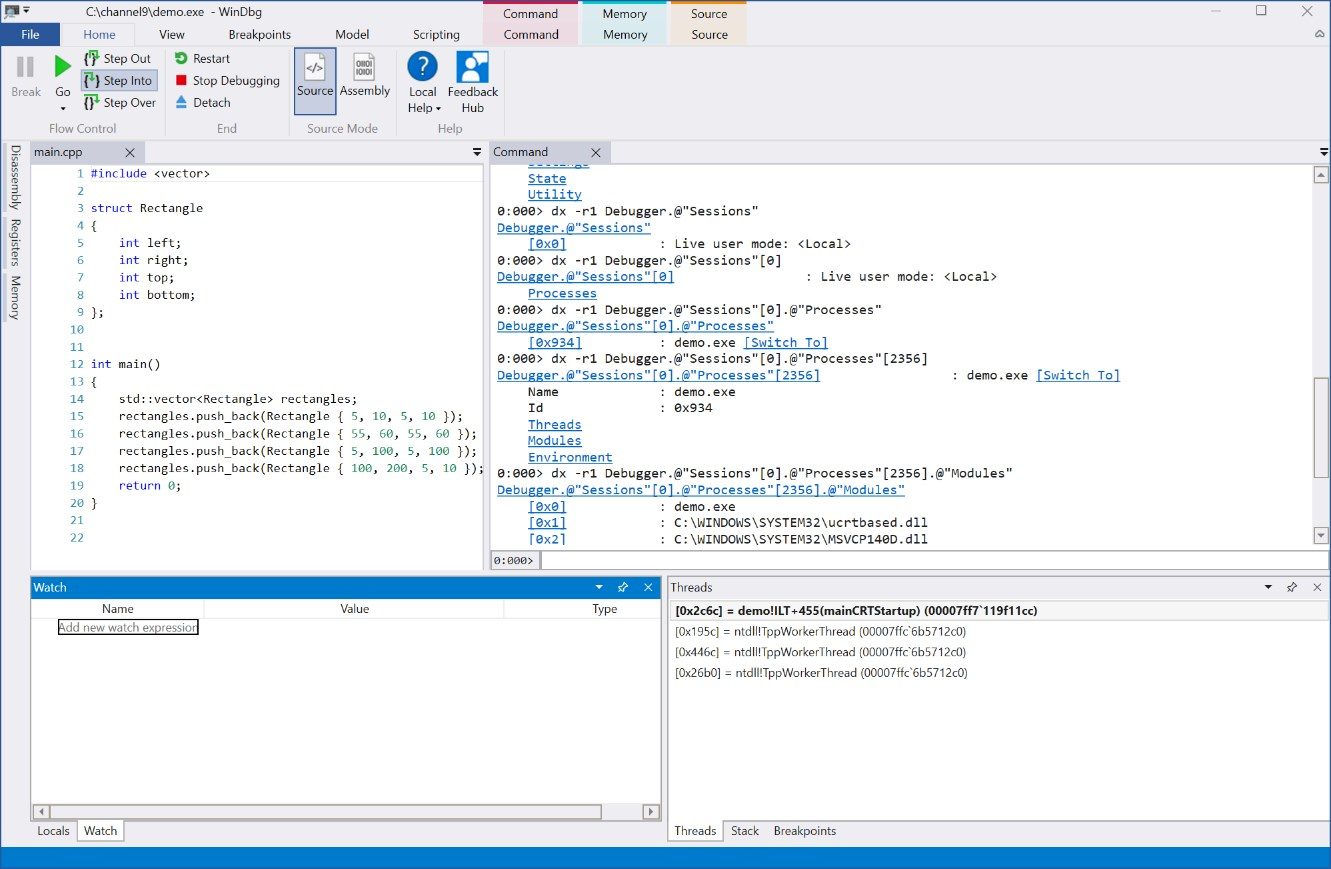 C:\channel9\demo.exe - WinDbg
Command Memory Source
File Home View Breakpoints Model Scripting Command Memory Source
Break
Go
Step Out
Step Into
Step Over
Flow Control
Restart
Stop Debugging
Detach
End
Source
Assembly
Source Mode
Local Help
Feedback Hub
Help
Disassembly
Registers
Memory
main.cpp
1 #include <vector>
2
3 struct Rectangle
4 {
5     int left;
6     int right;
7     int top;
8     int bottom;
9 };
10
11
12 int main()
13 {
14     std::vector<Rectangle> rectangles;
15     rectangles.push_back(Rectangle { 5, 10, 5, 10 });
16     rectangles.push_back(Rectangle { 55, 60, 55, 60 });
17     rectangles.push_back(Rectangle { 5, 100, 5, 100 });
18     rectangles.push_back(Rectangle { 100, 200, 5, 10 });
19     return 0;
20 }
21
22
Command
State
Utility
0:000> dx -r1 Debugger.@"Sessions"
Debugger.@"Sessions"
[0x0] : Live user mode: <Local>
0:000> dx -r1 Debugger.@"Sessions"[0]
Debugger.@"Sessions"[0] : Live user mode: <Local>
Processes
0:000> dx -r1 Debugger.@"Sessions"[0].@"Processes"
Debugger.@"Sessions"[0].@"Processes"
[0x934] : demo.exe [Switch To]
0:000> dx -r1 Debugger.@"Sessions"[0].@"Processes"[2356]
Debugger.@"Sessions"[0].@"Processes"[2356] : demo.exe [Switch To]
Name : demo.exe
Id : 0x934
Threads
Modules
Environment
0:000> dx -r1 Debugger.@"Sessions"[0].@"Processes"[2356].@"Modules"
Debugger.@"Sessions"[0].@"Processes"[2356].@"Modules"
[0x0] : demo.exe
[0x1] : C:\WINDOWS\SYSTEM32\ucrtbased.dll
[0x2] : C:\WINDOWS\SYSTEM32\MSVCP140D.dll
0:000>
Watch
Name Value Type
Add new watch expression
Locals Watch
Threads
[0x2c6c] = demo!ILT+455(mainCRTStartup) (00007ff7`119f11cc)
[0x195c] = ntdll!TppWorkerThread (00007ffc`6b5712c0)
[0x446c] = ntdll!TppWorkerThread (00007ffc`6b5712c0)
[0x26b0] = ntdll!TppWorkerThread (00007ffc`6b5712c0)
Threads Stack Breakpoints